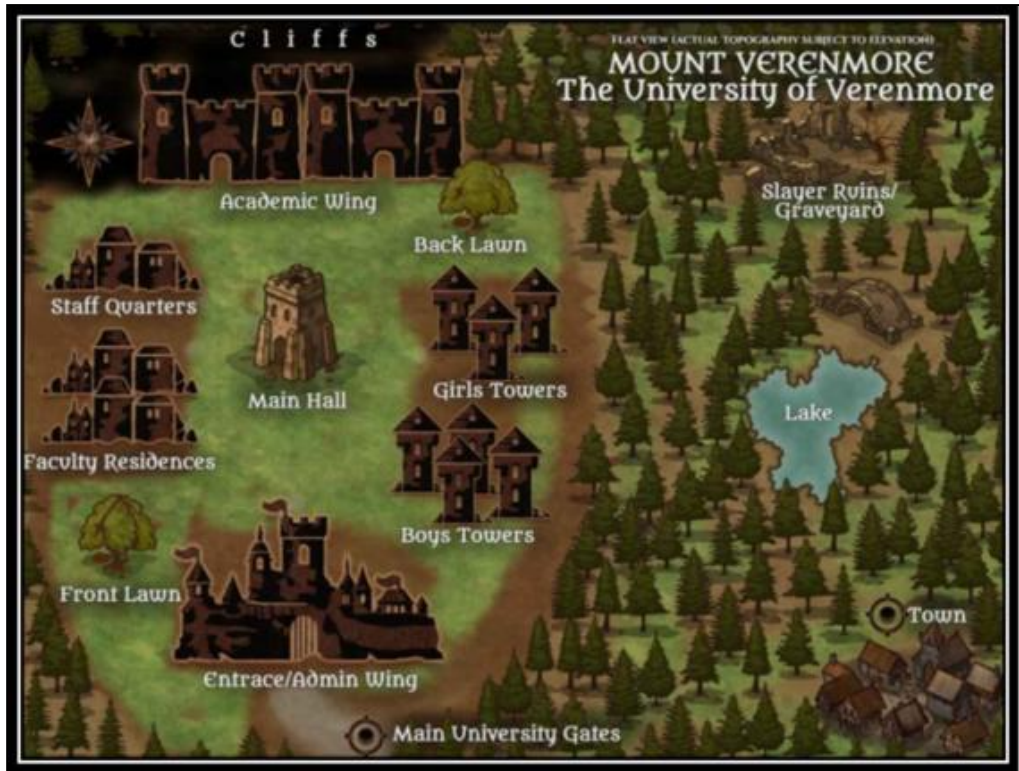 Cliffs
FLAT VIEW (ACTUAL TOPOGRAPHY SUBJECT TO ELEVATION)
MOUNT VERENMORE
The University of Verenmore
Academic Wing
Slayer Ruins/
Graveyard
Back Lawn
Staff Quarters
Girls Towers
Main Hall
Lake
Faculty Residences
Boys Towers
Front Lawn
Town
Entrace/Admin Wing
Main University Gates